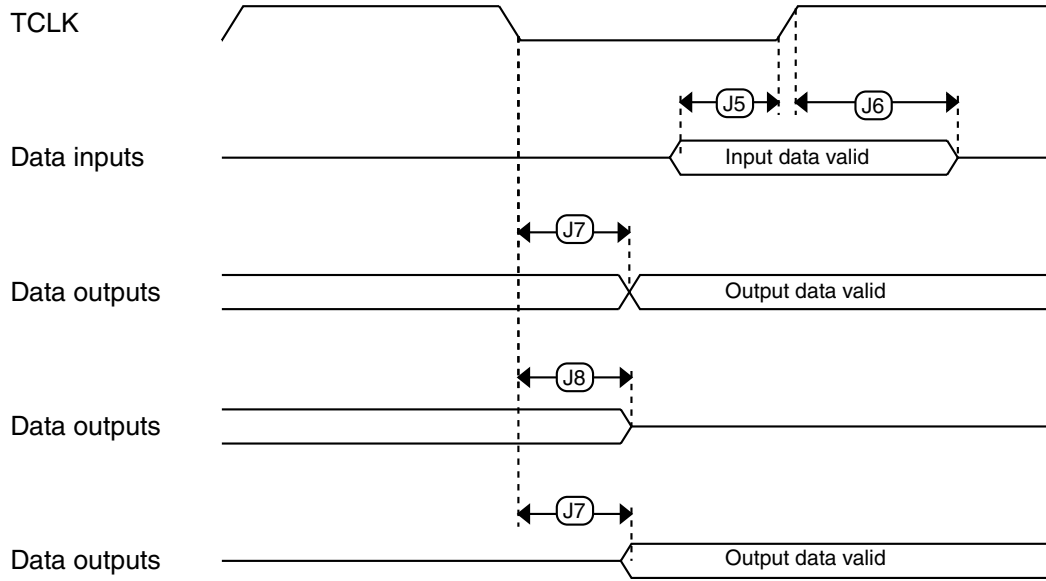 TCLK
J5
J6
Data inputs
Input data valid
J7
Data outputs
Output data valid
J8
Data outputs
J7
Data outputs
Output data valid